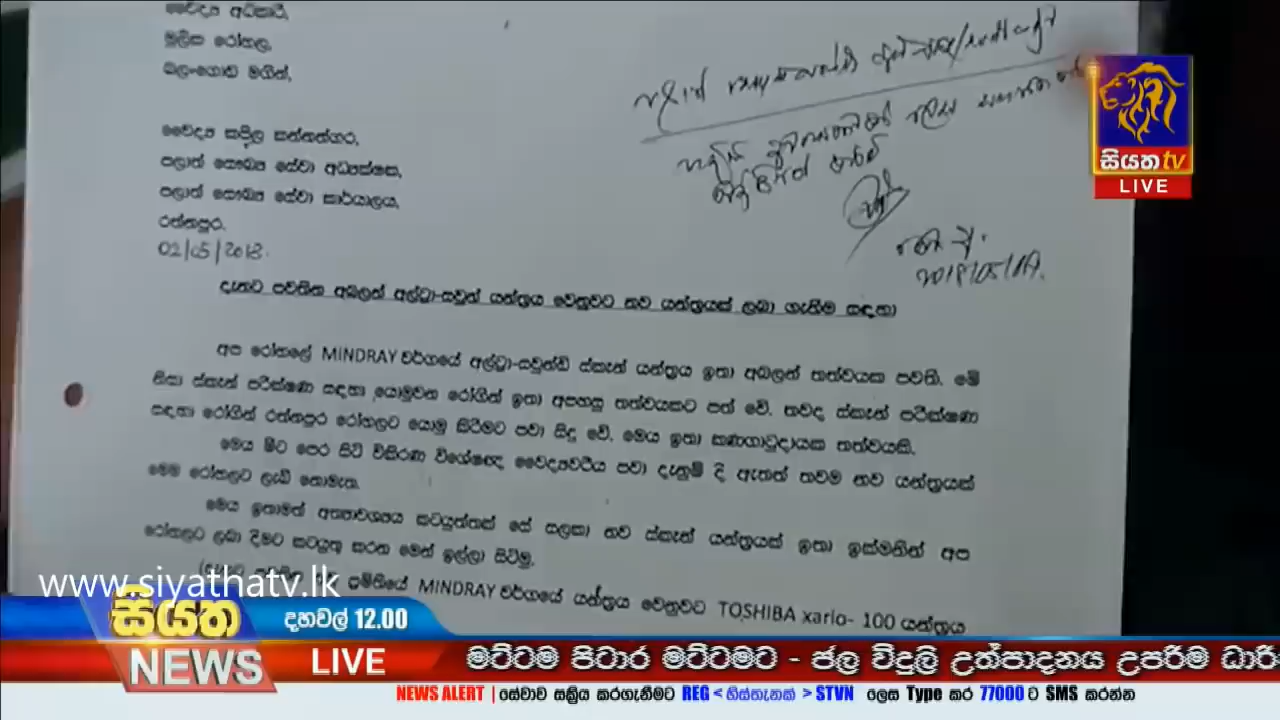 වෛද්‍ය අධිකාරී,
මූලික රෝහල,
බලංගොඩ මගින්,
වෛද්‍ය කපිල කන්නන්ගර,
පලාත් සෞඛ්‍ය සේවා අධ්‍යක්ෂක,
පලාත් සෞඛ්‍ය සේවා කාර්යාලය,
රත්නපුර.
02/05/2018.
2018/05/
දැනට පවතින අබලන් අල්ට්‍රා-සවුන් යන්ත්‍රය වෙනුවට නව යන්ත්‍රයක් ලබා ගැනීම සඳහා
අප රෝහලේ MINDRAY වර්ගයේ අල්ට්‍රා-සවුන්ඩ් ස්කෑන් යන්ත්‍රය ඉතා අබලන් තත්වයක පවතී. මේ
නිසා ස්කෑන් පරීක්ෂණ සඳහා යොමුවන රෝගීන් ඉතා අපහසු තත්වයකට පත් වේ. තවද ස්කෑන් පරීක්ෂණ
සඳහා රෝගීන් රත්නපුර රෝහලට යොමු කිරීමට පවා සිදු වේ. මෙය ඉතා කණගාටුදායක තත්වයකි.
මෙය මීට පෙර සිටි විකිරණ විශේෂඥ වෛද්‍යවරිය පවා දැනුම් දී ඇතත් තවම නව යන්ත්‍රයක්
මෙම රෝහලට ලැබී නොමැත.
මෙය ඉතාමත් අත්‍යාවශ්‍යය කටයුත්තක් සේ සලකා නව ස්කෑන් යන්ත්‍රයක් ඉතා ඉක්මනින් අප
රෝහලට ලබා දීමට කටයුතු කරන මෙන් ඉල්ලා සිටිමු.
(දැනට පවතින MINDRAY වර්ගයේ යන්ත්‍රය වෙනුවට TOSHIBA xario- 100 යන්ත්‍රය
සියත tv
LIVE
www.siyathatv.lk
සියත
NEWS
දහවල් 12.00
LIVE
මට්ටම පිටාර මට්ටමට - ජල විදුලි උත්පාදනය උපරිම ධාරි
NEWS ALERT | සේවාව සක්‍රිය කරගැනීමට REG < හිස්තැනක් > STVN ලෙස Type කර 77000 ට SMS කරන්න